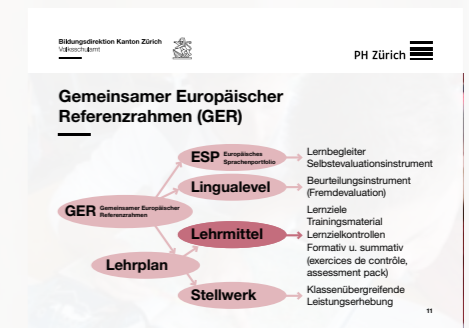 Bildungsdirektion Kanton Zürich
Volksschulamt
PH Zürich
Gemeinsamer Europäischer
Referenzrahmen (GER)
ESP Europäisches
Sprachenportfolio
Lernbegleiter
Selbstevaluationsinstrument
Lingualevel
Beurteilungsinstrument
(Fremdevaluation)
GER Gemeinsamer Europäischer
Referenzrahmen
Lehrmittel
Lernziele
Trainingsmaterial
Lernzielkontrollen
Formativ u. summativ
(exercices de contrôle,
assessment pack)
Lehrplan
Stellwerk
Klassenübergreifende
Leistungserhebung
11